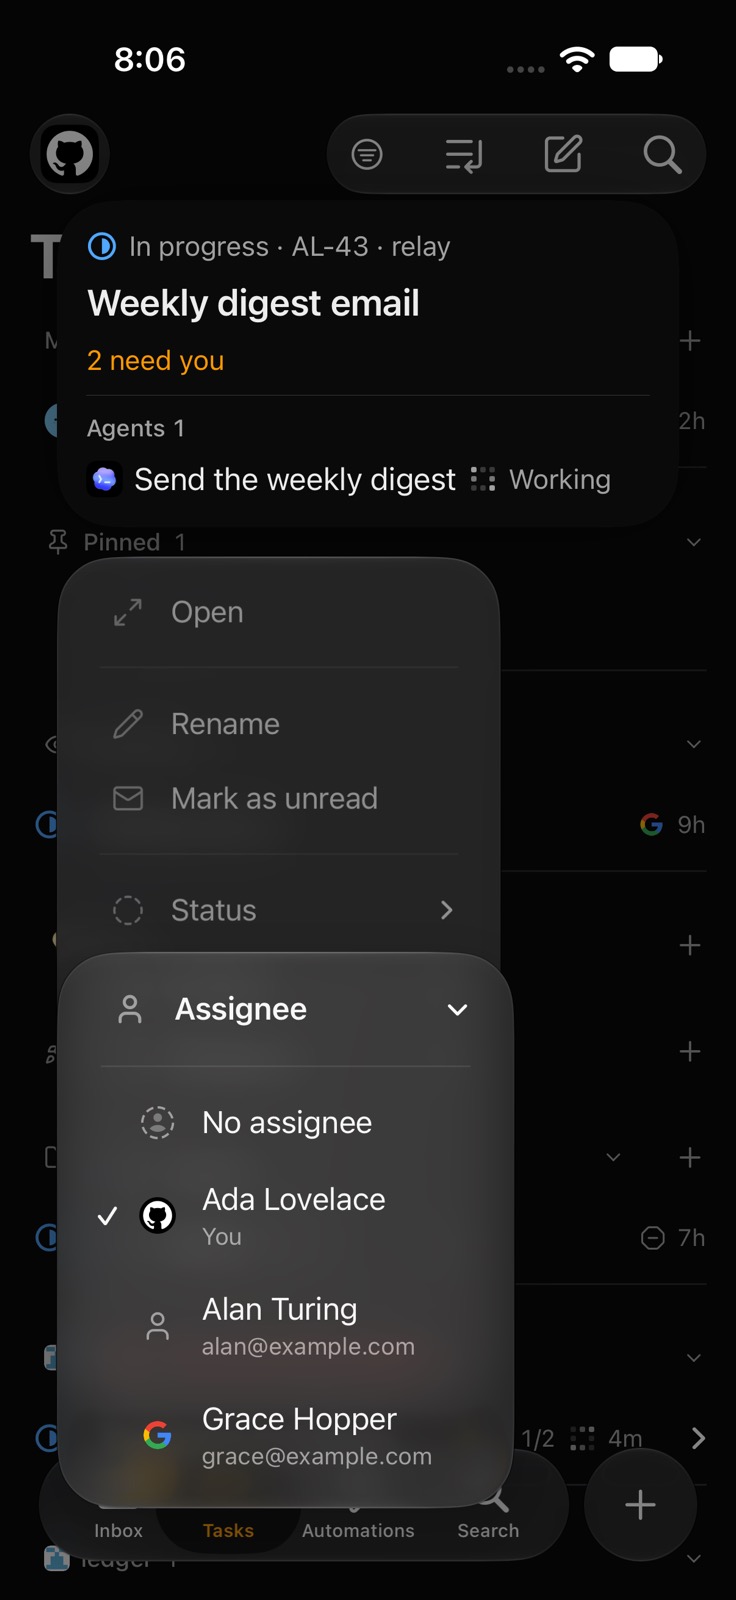 8:06
T
In progress · AL-43 · relay
Weekly digest email
2 need you
2h
Agents 1
Send the weekly digest Working
Pinned 1
Open
Rename
Mark as unread
9h
Status
Assignee
No assignee
Ada Lovelace
You
7h
Alan Turing
alan@example.com
Grace Hopper
1/2 4m
grace@example.com
Inbox Tasks Automations Search
ledger